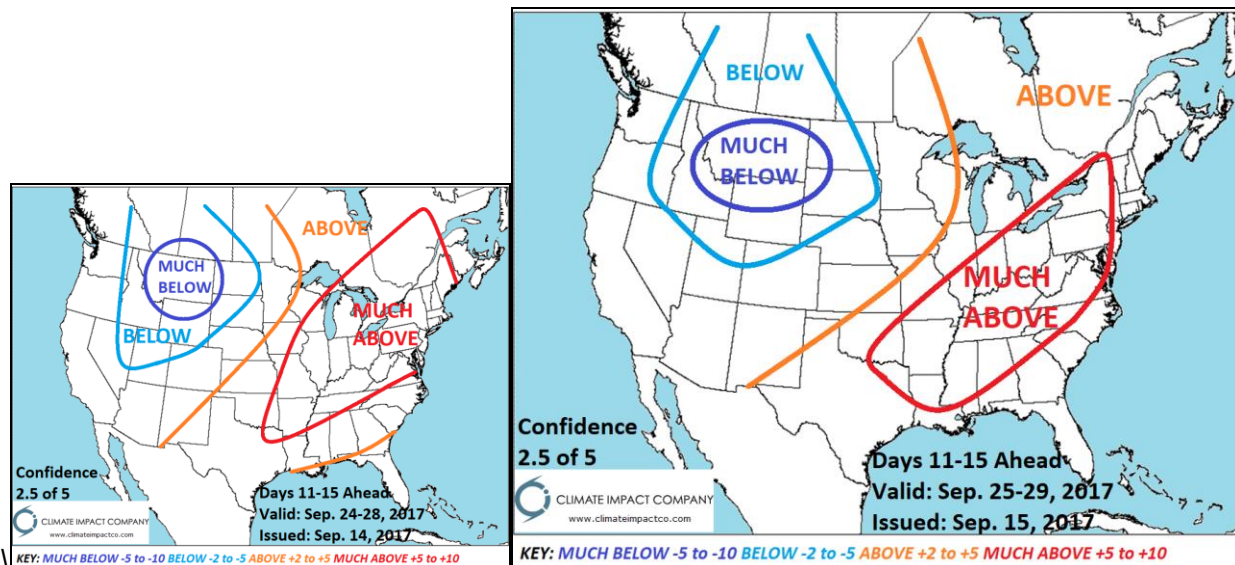 ABOVE
MUCH
BELOW
BELOW
MUCH
ABOVE
Confidence
2.5 of 5
CLIMATE IMPACT COMPANY
www.climateimpactco.com
Days 11-15 Ahead
Valid: Sep. 24-28, 2017
Issued: Sep. 14, 2017
\
KEY: MUCH BELOW -5 to -10 BELOW -2 to -5 ABOVE +2 to +5 MUCH ABOVE +5 to +10
BELOW
ABOVE
MUCH
BELOW
MUCH
ABOVE
Confidence
2.5 of 5
CLIMATE IMPACT COMPANY
www.climateimpactco.com
Days 11-15 Ahead
Valid: Sep. 25-29, 2017
Issued: Sep. 15, 2017
KEY: MUCH BELOW -5 to -10 BELOW -2 to -5 ABOVE +2 to +5 MUCH ABOVE +5 to +10